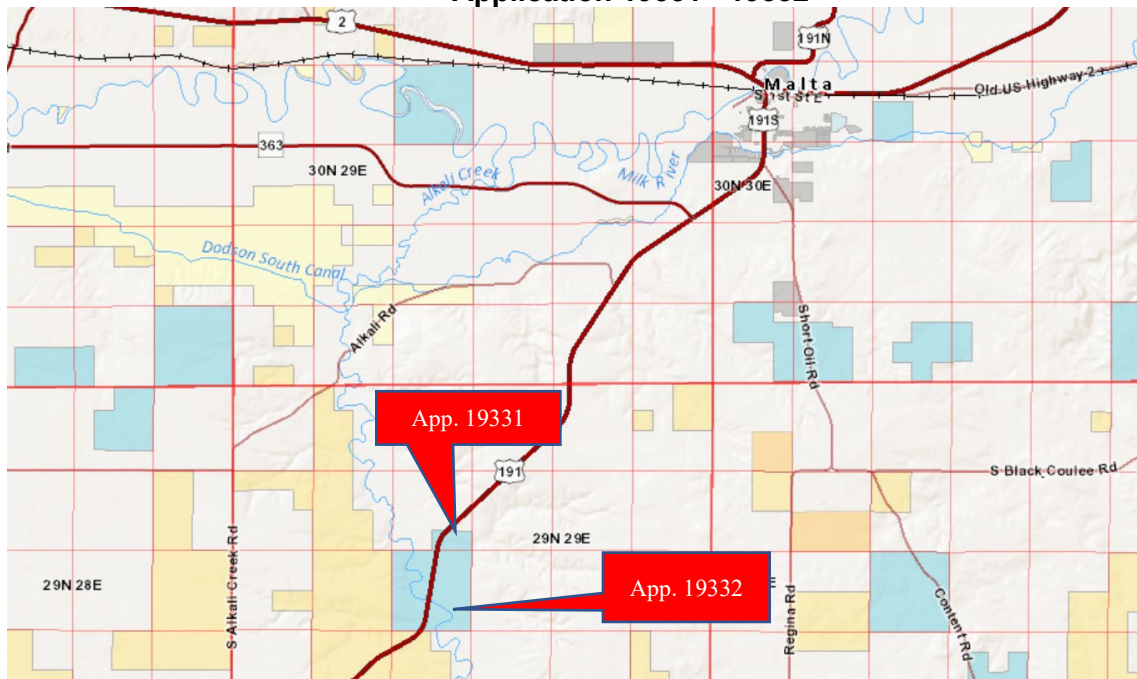 2
191N
Malta
S 1st St E
Old US Highway 2
191S
363
30N 29E
Alkali Creek
Milk River
30N 30E
Dodson South Canal
Alkali Rd
Short Oil Rd
App. 19331
191
S Black Coulee Rd
29N 29E
29N 28E
S Alkali Creek Rd
App. 19332
E
Regina Rd
Content Rd